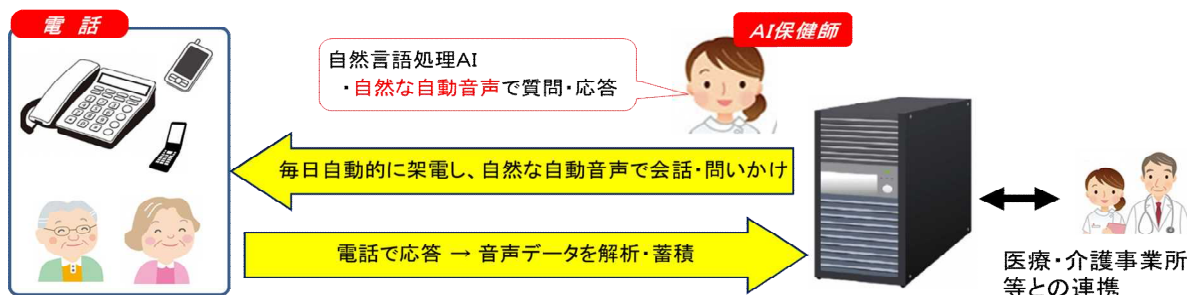 電 話
AI保健師
自然言語処理AI
・自然な自動音声で質問・応答
毎日自動的に架電し、自然な自動音声で会話・問いかけ
電話で応答 → 音声データを解析・蓄積
医療・介護事業所
等との連携